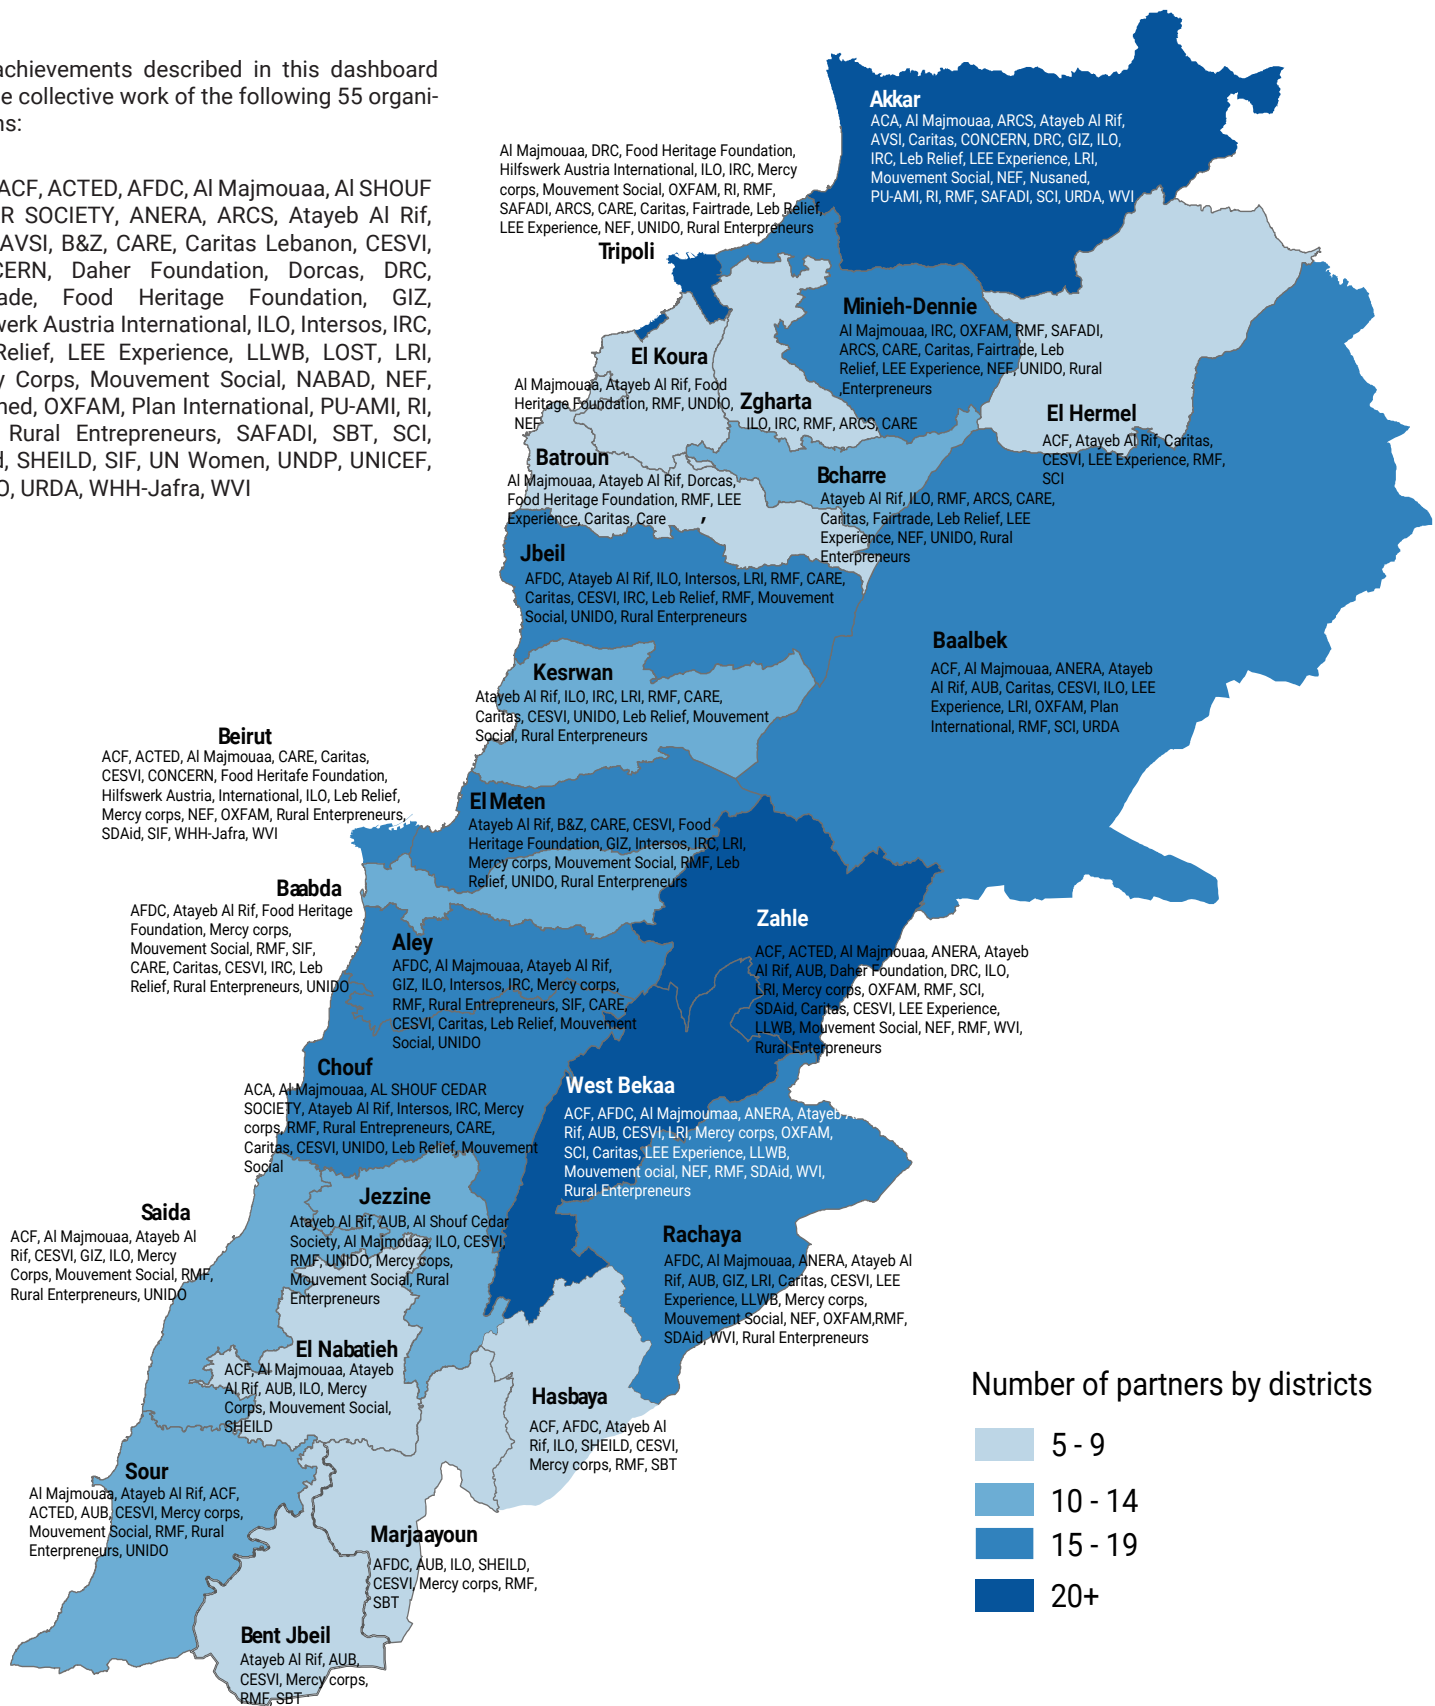 achievements described in this dashboard
e collective work of the following 55 organi-
ns:
ACF, ACTED, AFDC, Al Majmouaa, Al SHOUF
R SOCIETY, ANERA, ARCS, Atayeb Al Rif,
AVSI, B&Z, CARE, Caritas Lebanon, CESVI,
CERN, Daher Foundation, Dorcas, DRC,
ade, Food Heritage Foundation, GIZ,
werk Austria International, ILO, Intersos, IRC,
Relief, LEE Experience, LLWB, LOST, LRI,
y Corps, Mouvement Social, NABAD, NEF,
ned, OXFAM, Plan International, PU-AMI, RI,
Rural Entrepreneurs, SAFADI, SBT, SCI,
d, SHEILD, SIF, UN Women, UNDP, UNICEF,
O, URDA, WHH-Jafra, WVI
Akkar
ACA, Al Majmouaa, ARCS, Atayeb Al Rif,
AVSI, Caritas, CONCERN, DRC, GIZ, ILO,
IRC, Leb Relief, LEE Experience, LRI,
Mouvement Social, NEF, Nusaned,
PU-AMI, RI, RMF, SAFADI, SCI, URDA, WVI
Al Majmouaa, DRC, Food Heritage Foundation,
Hilfswerk Austria International, ILO, IRC, Mercy
corps, Mouvement Social, OXFAM, RI, RMF,
SAFADI, ARCS, CARE, Caritas, Fairtrade, Leb Relief,
LEE Experience, NEF, UNIDO, Rural Enterpreneurs
Tripoli
Minieh-Dennie
Al Majmouaa, IRC, OXFAM, RMF, SAFADI,
ARCS, CARE, Caritas, Fairtrade, Leb
Relief, LEE Experience, NEF, UNIDO, Rural
,Enterpreneurs
El Koura
Al Majmouaa, Atayeb Al Rif, Food
Heritage Foundation, RMF, UNDIO,
NEF
Zgharta
ILO, IRC, RMF, ARCS, CARE
El Hermel
ACF, Atayeb Al Rif, Caritas,
CESVI, LEE Experience, RMF,
SCI
Batroun
Al Majmouaa, Atayeb Al Rif, Dorcas,
Food Heritage Foundation, RMF, LEE
Experience, Caritas, Care ,
Bcharre
Atayeb Al Rif, ILO, RMF, ARCS, CARE,
Caritas, Fairtrade, Leb Relief, LEE
Experience, NEF, UNIDO, Rural
Enterpreneurs
Jbeil
AFDC, Atayeb Al Rif, ILO, Intersos, LRI, RMF, CARE,
Caritas, CESVI, IRC, Leb Relief, RMF, Mouvement
Social, UNIDO, Rural Enterpreneurs
Baalbek
ACF, Al Majmouaa, ANERA, Atayeb
Al Rif, AUB, Caritas, CESVI, ILO, LEE
Experience, LRI, OXFAM, Plan
International, RMF, SCI, URDA
Kesrwan
Atayeb Al Rif, ILO, IRC, LRI, RMF, CARE,
Caritas, CESVI, UNIDO, Leb Relief, Mouvement
Social, Rural Enterpreneurs
Beirut
ACF, ACTED, Al Majmouaa, CARE, Caritas,
CESVI, CONCERN, Food Heritafe Foundation,
Hilfswerk Austria, International, ILO, Leb Relief,
Mercy corps, NEF, OXFAM, Rural Enterpreneurs,
SDAid, SIF, WHH-Jafra, WVI
El Meten
Atayeb Al Rif, B&Z, CARE, CESVI, Food
Heritage Foundation, GIZ, Intersos, IRC, LRI,
Mercy corps, Mouvement Social, RMF, Leb
Relief, UNIDO, Rural Enterpreneurs
Baabda
AFDC, Atayeb Al Rif, Food Heritage
Foundation, Mercy corps,
Mouvement Social, RMF, SIF,
CARE, Caritas, CESVI, IRC, Leb
Relief, Rural Enterpreneurs, UNIDO
Zahle
ACF, ACTED, Al Majmouaa, ANERA, Atayeb
Al Rif, AUB, Daher Foundation, DRC, ILO,
LRI, Mercy corps, OXFAM, RMF, SCI,
SDAid, Caritas, CESVI, LEE Experience,
LLWB, Mouvement Social, NEF, RMF, WVI,
Rural Enterpreneurs
Aley
AFDC, Al Majmouaa, Atayeb Al Rif,
GIZ, ILO, Intersos, IRC, Mercy corps,
RMF, Rural Entrepreneurs, SIF, CARE,
CESVI, Caritas, Leb Relief, Mouvement
Social, UNIDO
Chouf
ACA, Al Majmouaa, AL SHOUF CEDAR
SOCIETY, Atayeb Al Rif, Intersos, IRC, Mercy
corps, RMF, Rural Entrepreneurs, CARE,
Caritas, CESVI, UNIDO, Leb Relief, Mouvement
Social
West Bekaa
ACF, AFDC, Al Majmoumaa, ANERA, Atayeb A
Rif, AUB, CESVI, LRI, Mercy corps, OXFAM,
SCI, Caritas, LEE Experience, LLWB,
Mouvement ocial, NEF, RMF, SDAid, WVI,
Rural Enterpreneurs
Jezzine
Atayeb Al Rif, AUB, Al Shouf Cedar
Society, Al Majmouaa, ILO, CESVI,
RMF, UNIDO, Mercy cops,
Mouvement Social, Rural
Enterpreneurs
Saida
ACF, Al Majmouaa, Atayeb Al
Rif, CESVI, GIZ, ILO, Mercy
Corps, Mouvement Social, RMF,
Rural Enterpreneurs, UNIDO
Rachaya
AFDC, Al Majmouaa, ANERA, Atayeb Al
Rif, AUB, GIZ, LRI, Caritas, CESVI, LEE
Experience, LLWB, Mercy corps,
Mouvement Social, NEF, OXFAM,RMF,
SDAid, WVI, Rural Enterpreneurs
El Nabatieh
ACF, Al Majmouaa, Atayeb
Al Rif, AUB, ILO, Mercy
Corps, Mouvement Social,
SHEILD
Hasbaya
ACF, AFDC, Atayeb Al
Rif, ILO, SHEILD, CESVI,
Mercy corps, RMF, SBT
Sour
Al Majmouaa, Atayeb Al Rif, ACF,
ACTED, AUB, CESVI, Mercy corps,
Mouvement Social, RMF, Rural
Enterpreneurs, UNIDO
Marjaayoun
AFDC, AUB, ILO, SHEILD,
CESVI, Mercy corps, RMF,
SBT
Bent Jbeil
Atayeb Al Rif, AUB,
CESVI, Mercy corps,
RMF, SBT
Number of partners by districts
5 - 9
10 - 14
15 - 19
20+